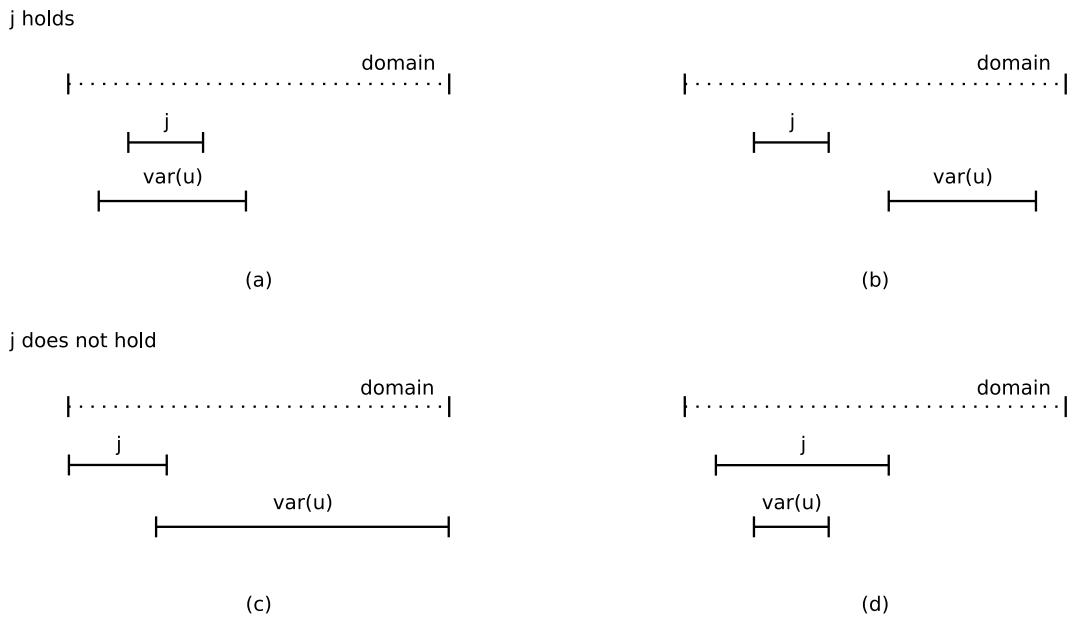 j holds
domain
j
var(u)
(a)
domain
j
var(u)
(b)
j does not hold
domain
j
var(u)
(c)
domain
j
var(u)
(d)